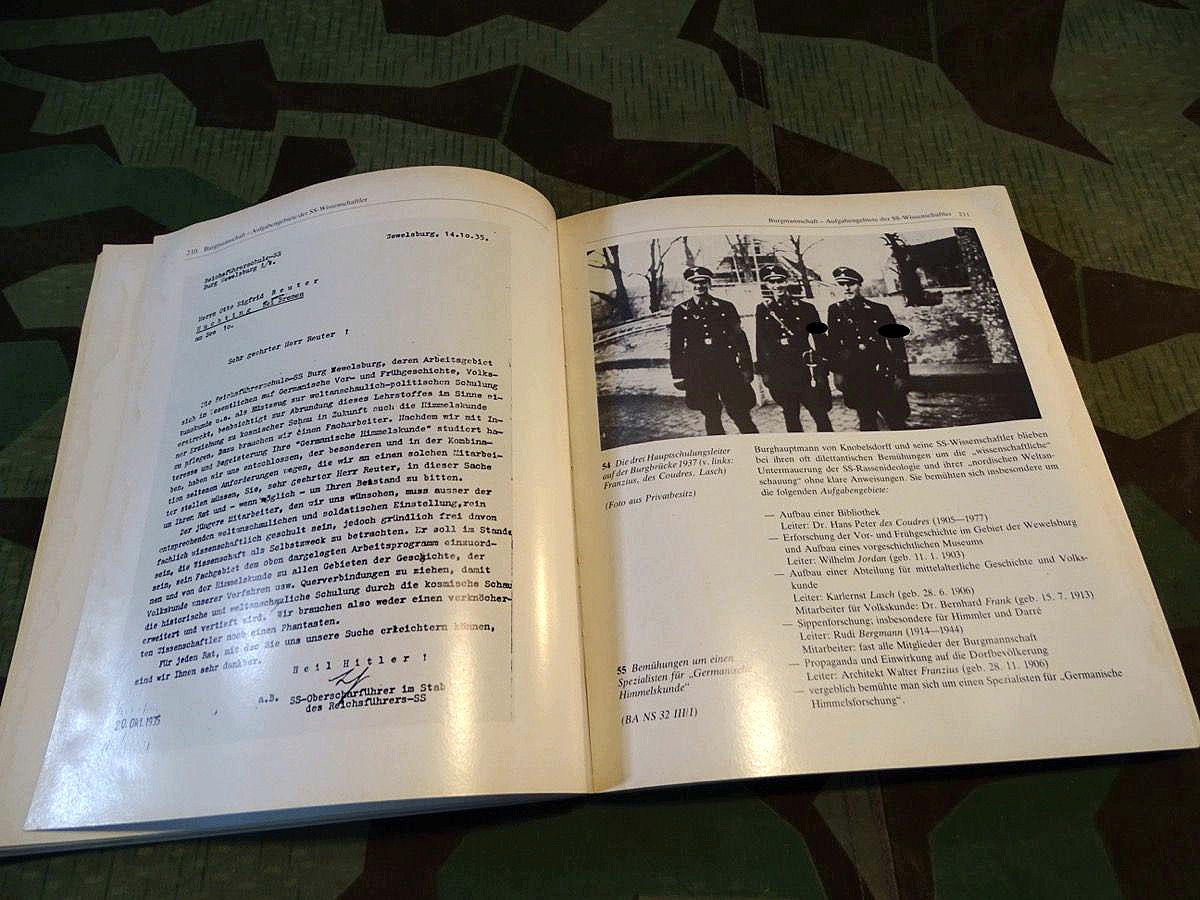 210 Burgmannschaft – Aufgabengebiete der SS-Wissenschaftler
Wewelsburg, 14.10.35.
Reichsführerschule-SS
Burg Wewelsburg i/W.
Herrn Otto Sigfrid Reuter
Huchting bei Bremen
am See 10.
Sehr geehrter Herr Reuter !
Die Reichsführerschule-SS Burg Wewelsburg, deren Arbeitsgebiet
sich im wesentlichen auf Germanische Vor- und Frühgeschichte, Volks-
tumskunde u.a. als Mistzeug zur weltanschaulich-politischen Schulung
erstreckt, beabsichtigt zur Abrundung dieses Lehrstoffes im Sinne ei-
ner Erziehung zu kosmischer Schau in Zukunft auch die Himmelskunde
zu pflegen. Dazu brauchen wir einen Facharbeiter. Nachdem wir mit In-
teresse und Begeisterung Ihre "Germanische Himmelskunde" studiert ha-
ben, haben wir uns entschlossen, der besonderen und in der Kombina-
tion seltenen Anforderungen wegen, die wir an einen solchen Mitarbei-
ter stellen müssen, Sie, sehr geehrter Herr Reuter, in dieser Sache
um Ihren Rat und - wenn möglich - um Ihren Beistand zu bitten.
Der jüngere Mitarbeiter, den wir uns wünschen, muss ausser der
entsprechenden weltanschaulichen und soldatischen Einstellung, rein
fachlich wissenschaftlich geschult sein, jedoch gründlich frei davon
sein, die Wissenschaft als Selbstzweck zu betrachten. Er soll im Stande
sein, sein Fachgebiet dem oben dargelegten Arbeitsprogramm einzuord-
nen und von der Himmelskunde zu allen Gebieten der Geschichte, der
Volkskunde unserer Vorfahren usw. Querverbindungen zu ziehen, damit
die historische und weltanschauliche Schulung durch die kosmische Schau
erweitert und vertieft wird. Wir brauchen also weder einen verknöcher-
ten Wissenschaftler noch einen Phantasten.
Für jeden Rat, mit dem Sie uns unsere Suche erleichtern können,
sind wir Ihnen sehr dankbar.
Heil Hitler !
a.B. SS-Oberscharführer im Stab
des Reichsführers-SS
20. Okt. 1935
Burgmannschaft – Aufgabengebiete der SS-Wissenschaftler 211
54 Die drei Hauptschulungsleiter
auf der Burgbrücke 1937 (v. links:
Franzius, des Coudres, Lasch)
(Foto aus Privatbesitz)
Burghauptmann von Knobelsdorff und seine SS-Wissenschaftler blieben
bei ihren oft dilettantischen Bemühungen um die „wissenschaftliche“
Untermauerung der SS-Rassenideologie und ihrer „nordischen Weltan-
schauung“ ohne klare Anweisungen. Sie bemühten sich insbesondere um
die folgenden Aufgabengebiete:
— Aufbau einer Bibliothek
Leiter: Dr. Hans Peter des Coudres (1905—1977)
— Erforschung der Vor- und Frühgeschichte im Gebiet der Wewelsburg
und Aufbau eines vorgeschichtlichen Museums
Leiter: Wilhelm Jordan (geb. 11. 1. 1903)
— Aufbau einer Abteilung für mittelalterliche Geschichte und Volks-
kunde
Leiter: Karlernst Lasch (geb. 28. 6. 1906)
Mitarbeiter für Volkskunde: Dr. Bernhard Frank (geb. 15. 7. 1913)
— Sippenforschung; insbesondere für Himmler und Darré
Leiter: Rudi Bergmann (1914—1944)
Mitarbeiter: fast alle Mitglieder der Burgmannschaft
— Propaganda und Einwirkung auf die Dorfbevölkerung
Leiter: Architekt Walter Franzius (geb. 28. 11. 1906)
— vergeblich bemühte man sich um einen Spezialisten für „Germanische
Himmelsforschung“.
55 Bemühungen um einen
Spezialisten für „Germanische
Himmelskunde“
(BA NS 32 III/1)